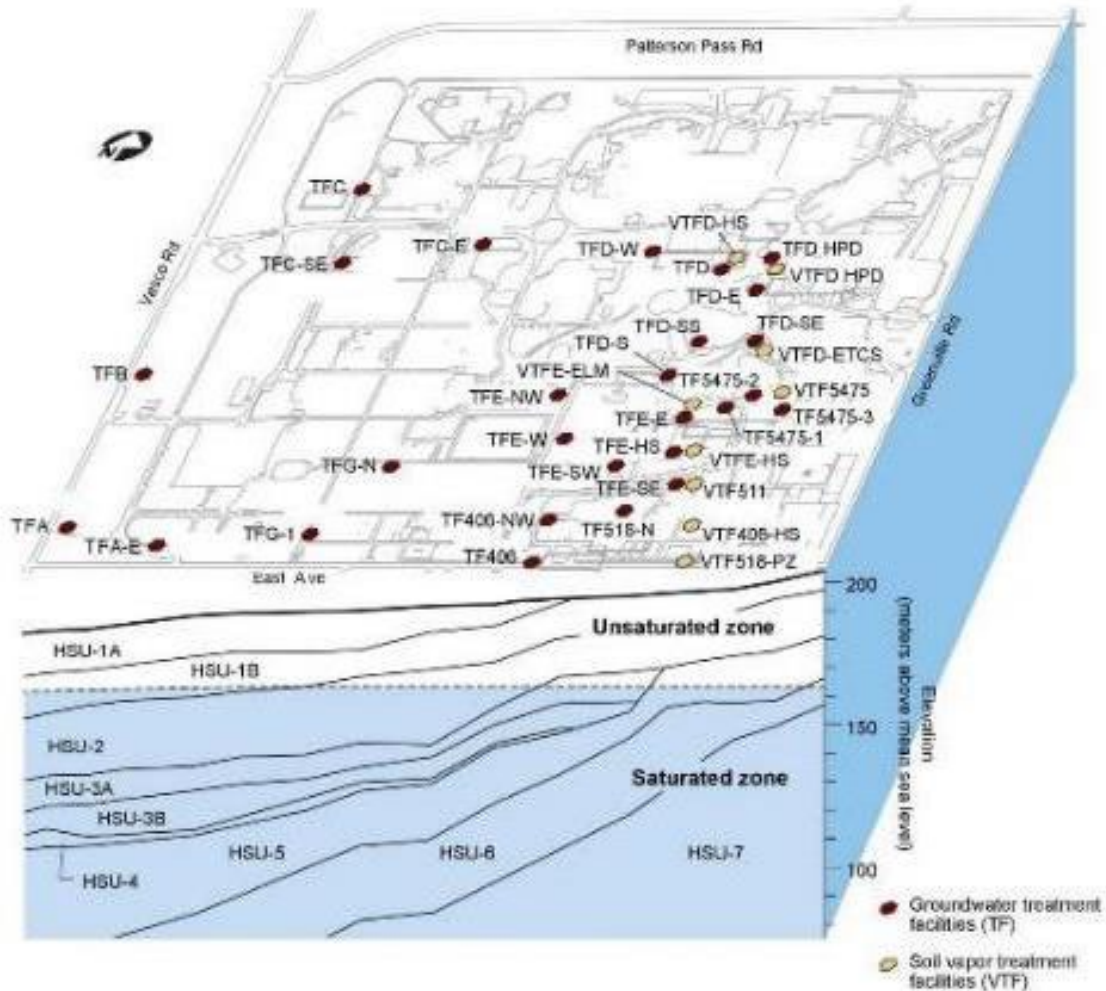 Patterson Pass Rd
Vasco Rd
Greenville Rd
East Ave
TFC
TFC-E
TFC-SE
TFB
TFA
TFA-E
TFG-1
TFG-N
VTFD-HS
TFD-W
TFD HPD
TFD
VTFD HPD
TFD-E
TFD-SS
TFD-SE
TFD-S
VTFD-ETCS
VTFE-ELM
TF5475-2
VTF5475
TFE-NW
TFE-E
TF5475-3
TF5475-1
TFE-W
TFE-HS
VTFE-HS
TFE-SW
TFE-SE
VTF511
TF406-NW
TF518-N
VTF406-HS
TF406
VTF518-PZ
HSU-1A
HSU-1B
Unsaturated zone
HSU-2
HSU-3A
HSU-3B
HSU-4
HSU-5
HSU-6
HSU-7
Saturated zone
200
150
100
Elevation
(meters above mean sea level)
Groundwater treatment
facilities (TF)
Soil vapor treatment
facilities (VTF)